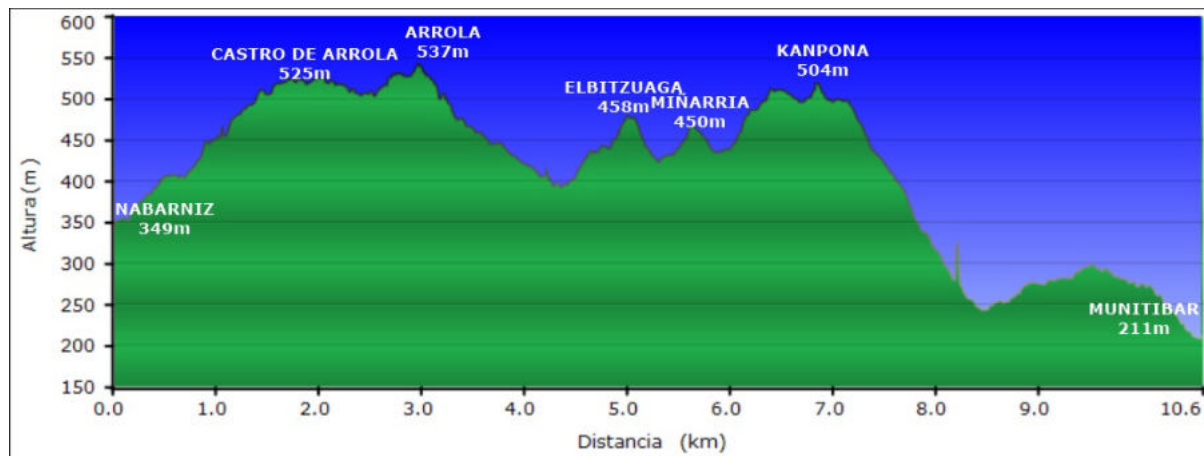 600
ARROLA
537m
CASTRO DE ARROLA
525m
KANPONA
504m
550
ELBITZUAGA
458m
MIÑARRIA
450m
500
450
400
350
300
250
200
150
NABARNIZ
349m
MUNITIBAR
211m
Altura (m)
0.0 1.0 2.0 3.0 4.0 5.0 6.0 7.0 8.0 9.0 10.6
Distancia (km)